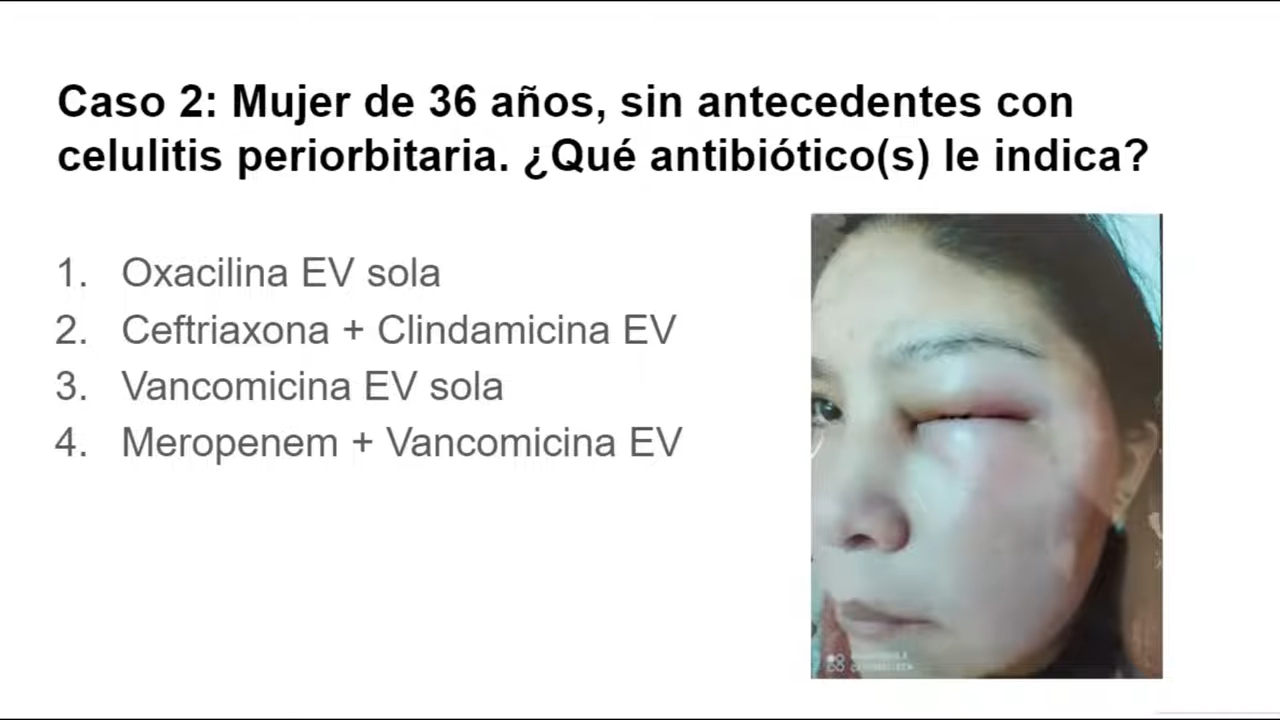 Caso 2: Mujer de 36 años, sin antecedentes con
celulitis periorbitaria. ¿Qué antibiótico(s) le indica?
1. Oxacilina EV sola
2. Ceftriaxona + Clindamicina EV
3. Vancomicina EV sola
4. Meropenem + Vancomicina EV